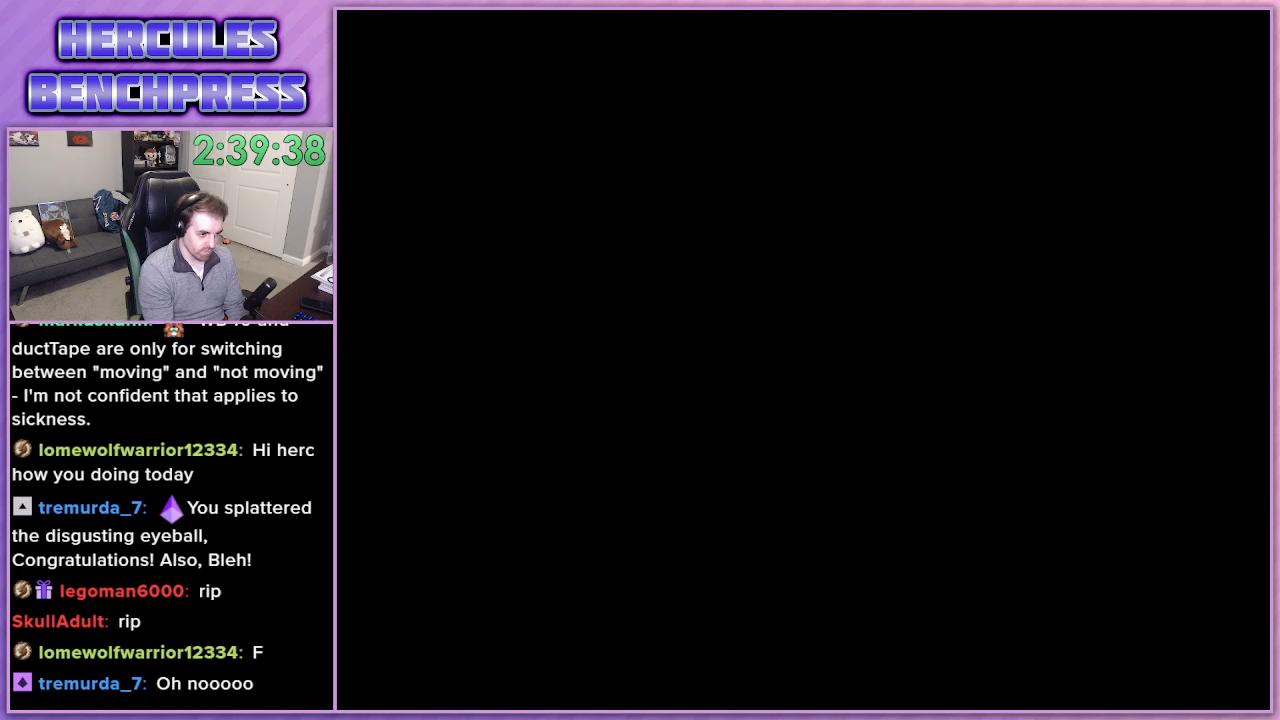 HERCULES
BENCHPRESS
2:39:38
ductTape are only for switching
between "moving" and "not moving"
- I'm not confident that applies to
sickness.
lomewolfwarrior12334: Hi herc
how you doing today
tremurda_7: You splattered
the disgusting eyeball,
Congratulations! Also, Bleh!
legoman6000: rip
SkullAdult: rip
lomewolfwarrior12334: F
tremurda_7: Oh nooooo